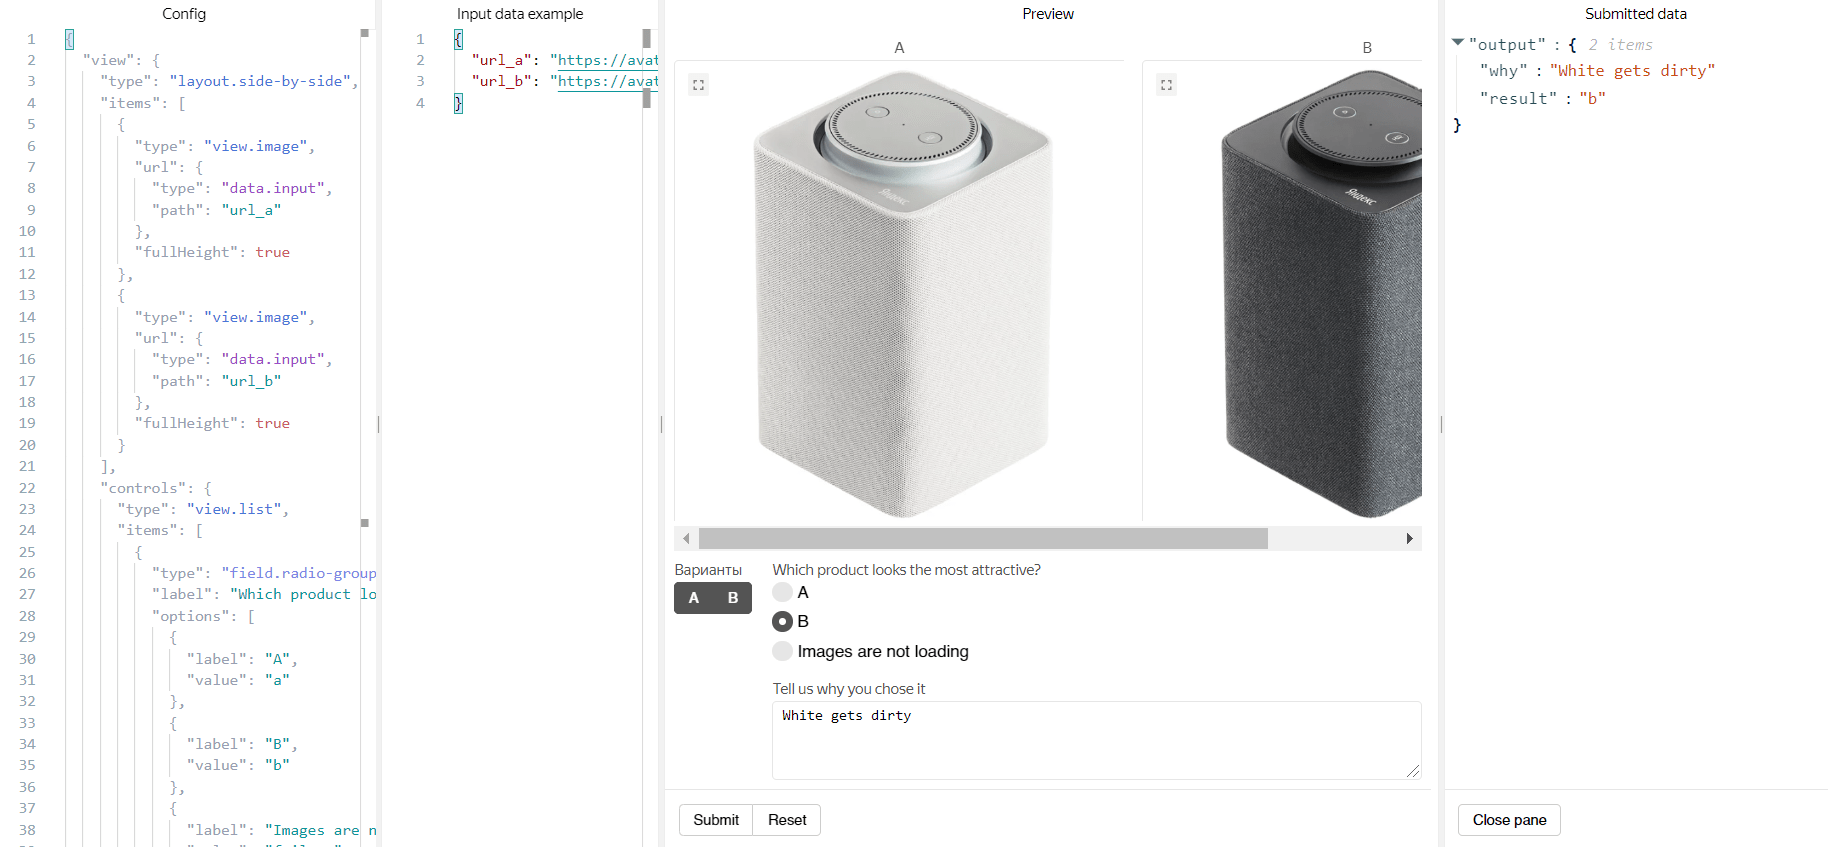 Config
1 {
2 "view": {
3 "type": "layout.side-by-side",
4 "items": [
5 {
6 "type": "view.image",
7 "url": {
8 "type": "data.input",
9 "path": "url_a"
10 },
11 "fullHeight": true
12 },
13 {
14 "type": "view.image",
15 "url": {
16 "type": "data.input",
17 "path": "url_b"
18 },
19 "fullHeight": true
20 }
21 ],
22 "controls": {
23 "type": "view.list",
24 "items": [
25 {
26 "type": "field.radio-group
27 "label": "Which product lo
28 "options": [
29 {
30 "label": "A",
31 "value": "a"
32 },
33 {
34 "label": "B",
35 "value": "b"
36 },
37 {
38 "label": "Images are n
Input data example
1 {
2 "url_a": "https://avat
3 "url_b": "https://avat
4 }
Preview
A
B
Яндекс
Яндекс
Варианты
A B
Which product looks the most attractive?
A
B
Images are not loading
Tell us why you chose it
White gets dirty
Submit
Reset
Submitted data
"output" : { 2 items
"why" : "White gets dirty"
"result" : "b"
}
Close pane